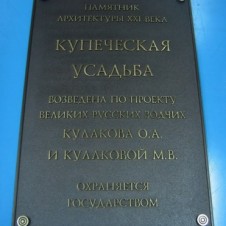 ПАМЯТНИК
АРХИТЕКТУРЫ XXI ВЕКА
КУПЕЧЕСКАЯ
УСАДЬБА
ВОЗВЕДЕНА ПО ПРОЕКТУ
ВЕЛИКИХ РУССКИХ ЗОДЧИХ
КУЛАКОВА О.А.
И КУЛАКОВОЙ М.В.
ОХРАНЯЕТСЯ
ГОСУДАРСТВОМ